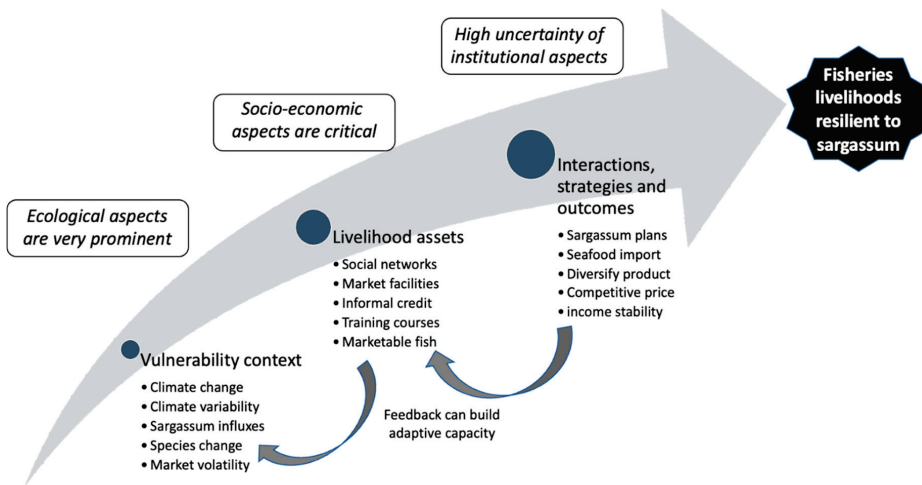 High uncertainty of
institutional aspects
Fisheries
livelihoods
resilient to
sargassum
Socio-economic
aspects are critical
Interactions,
strategies and
outcomes
• Sargassum plans
• Seafood import
• Diversify product
• Competitive price
• income stability
Ecological aspects
are very prominent
Livelihood assets
• Social networks
• Market facilities
• Informal credit
• Training courses
• Marketable fish
Vulnerability context
• Climate change
• Climate variability
• Sargassum influxes
• Species change
• Market volatility
Feedback can build
adaptive capacity